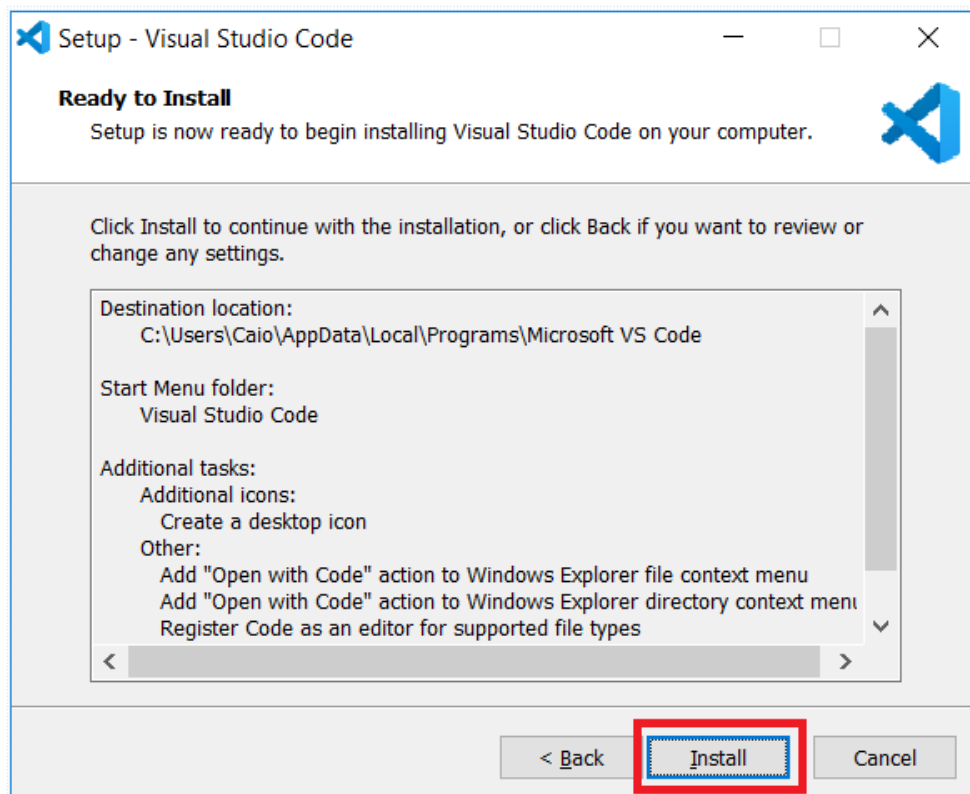 Setup - Visual Studio Code
Ready to Install
Setup is now ready to begin installing Visual Studio Code on your computer.
Click Install to continue with the installation, or click Back if you want to review or
change any settings.
Destination location:
C:\Users\Caio\AppData\Local\Programs\Microsoft VS Code
Start Menu folder:
Visual Studio Code
Additional tasks:
Additional icons:
Create a desktop icon
Other:
Add "Open with Code" action to Windows Explorer file context menu
Add "Open with Code" action to Windows Explorer directory context menu
Register Code as an editor for supported file types
< Back Install Cancel